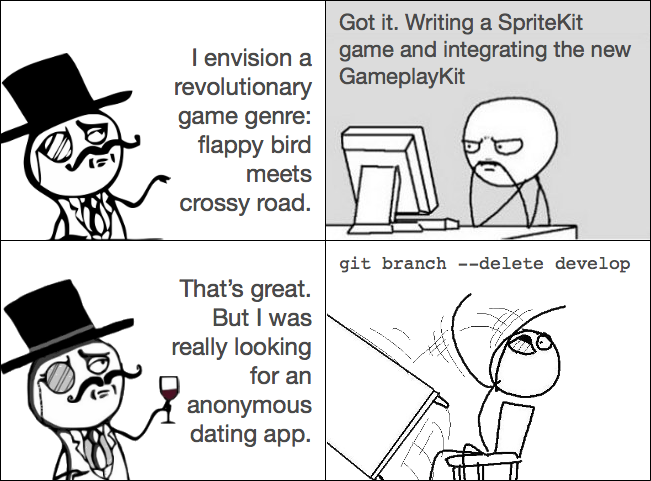 I envision a
revolutionary
game genre:
flappy bird
meets
crossy road.
Got it. Writing a SpriteKit
game and integrating the new
GameplayKit
That’s great.
But I was
really looking
for an
anonymous
dating app.
git branch --delete develop